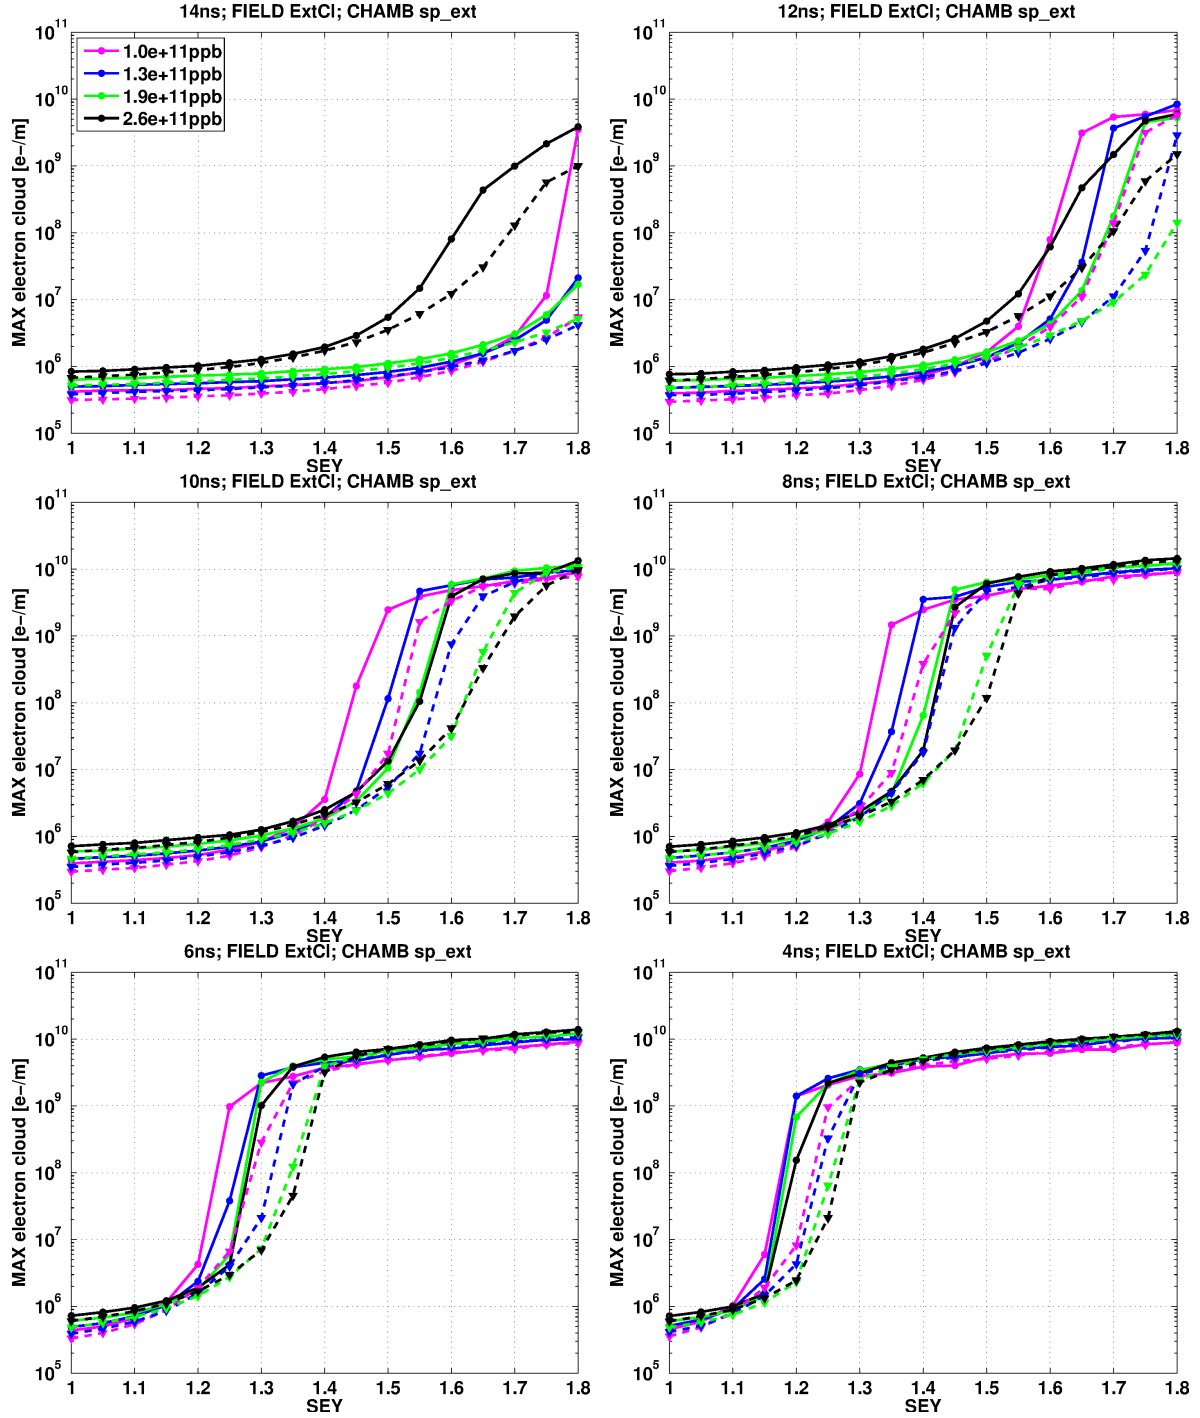 14ns; FIELD ExtCl; CHAMB sp_ext
MAX electron cloud [e-/m]
10^11
10^10
10^9
10^8
10^7
10^6
10^5
1.0e+11ppb
1.3e+11ppb
1.9e+11ppb
2.6e+11ppb
1 1.1 1.2 1.3 1.4 1.5 1.6 1.7 1.8
SEY
12ns; FIELD ExtCl; CHAMB sp_ext
MAX electron cloud [e-/m]
10^11
10^10
10^9
10^8
10^7
10^6
10^5
1 1.1 1.2 1.3 1.4 1.5 1.6 1.7 1.8
SEY
10ns; FIELD ExtCl; CHAMB sp_ext
MAX electron cloud [e-/m]
10^11
10^10
10^9
10^8
10^7
10^6
10^5
1 1.1 1.2 1.3 1.4 1.5 1.6 1.7 1.8
SEY
8ns; FIELD ExtCl; CHAMB sp_ext
MAX electron cloud [e-/m]
10^11
10^10
10^9
10^8
10^7
10^6
10^5
1 1.1 1.2 1.3 1.4 1.5 1.6 1.7 1.8
SEY
6ns; FIELD ExtCl; CHAMB sp_ext
MAX electron cloud [e-/m]
10^11
10^10
10^9
10^8
10^7
10^6
10^5
1 1.1 1.2 1.3 1.4 1.5 1.6 1.7 1.8
SEY
4ns; FIELD ExtCl; CHAMB sp_ext
MAX electron cloud [e-/m]
10^11
10^10
10^9
10^8
10^7
10^6
10^5
1 1.1 1.2 1.3 1.4 1.5 1.6 1.7 1.8
SEY